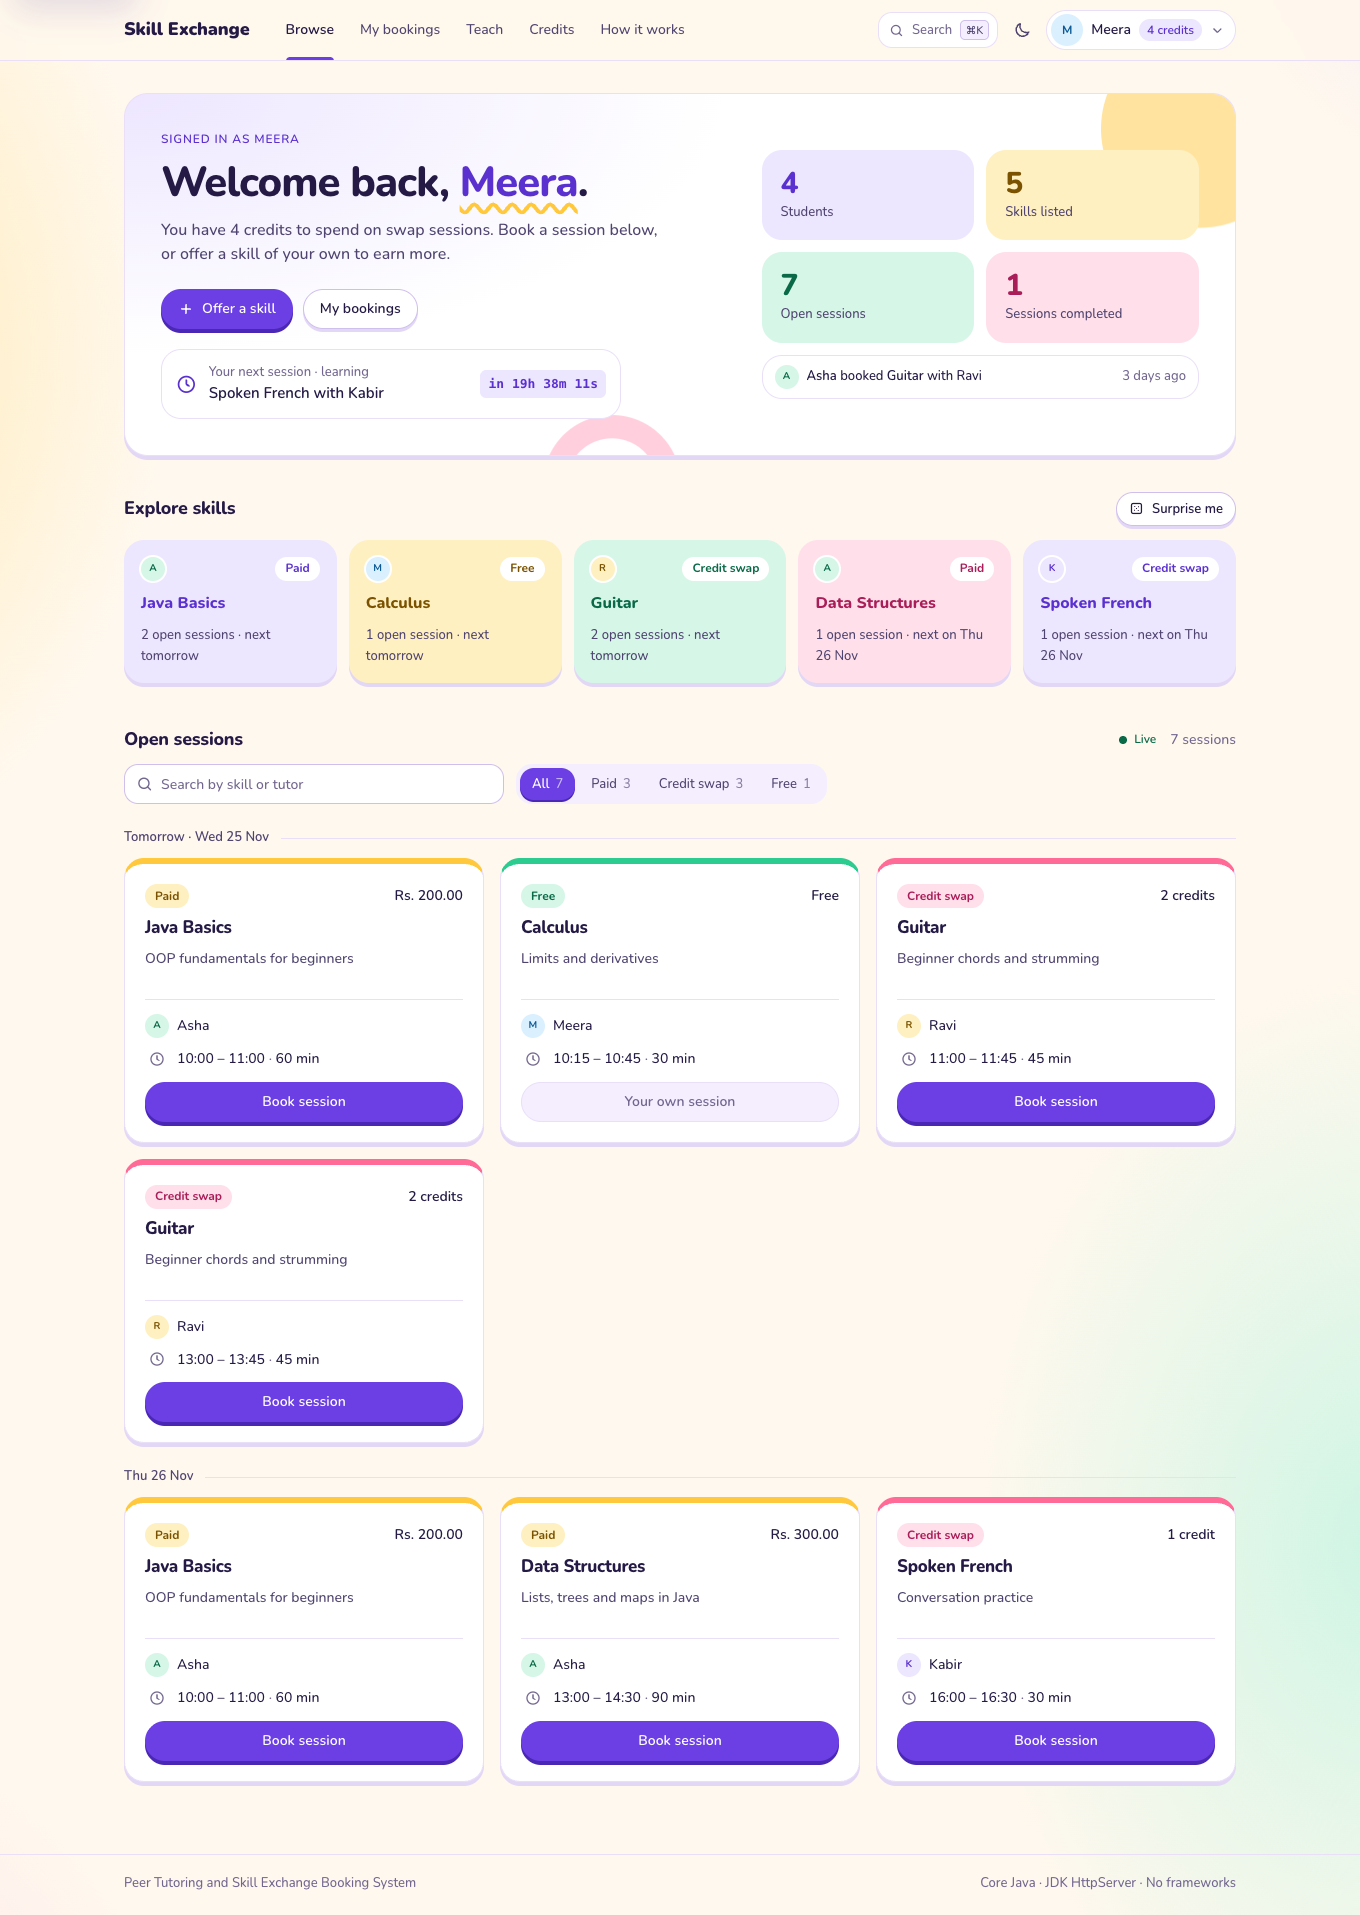 Skill Exchange
Browse
My bookings
Teach
Credits
How it works
Search ⌘K
M Meera 4 credits
SIGNED IN AS MEERA
Welcome back, Meera.
You have 4 credits to spend on swap sessions. Book a session below,
or offer a skill of your own to earn more.
+ Offer a skill
My bookings
Your next session · learning
Spoken French with Kabir
in 19h 38m 11s
4
Students
5
Skills listed
7
Open sessions
1
Sessions completed
A Asha booked Guitar with Ravi 3 days ago
Explore skills
Surprise me
A Paid
Java Basics
2 open sessions · next
tomorrow
M Free
Calculus
1 open session · next
tomorrow
R Credit swap
Guitar
2 open sessions · next
tomorrow
A Paid
Data Structures
1 open session · next on Thu
26 Nov
K Credit swap
Spoken French
1 open session · next on Thu
26 Nov
Open sessions
Live 7 sessions
Search by skill or tutor
All 7
Paid 3
Credit swap 3
Free 1
Tomorrow · Wed 25 Nov
Paid Rs. 200.00
Java Basics
OOP fundamentals for beginners
A Asha
10:00 – 11:00 · 60 min
Book session
Free Free
Calculus
Limits and derivatives
M Meera
10:15 – 10:45 · 30 min
Your own session
Credit swap 2 credits
Guitar
Beginner chords and strumming
R Ravi
11:00 – 11:45 · 45 min
Book session
Credit swap 2 credits
Guitar
Beginner chords and strumming
R Ravi
13:00 – 13:45 · 45 min
Book session
Thu 26 Nov
Paid Rs. 200.00
Java Basics
OOP fundamentals for beginners
A Asha
10:00 – 11:00 · 60 min
Book session
Paid Rs. 300.00
Data Structures
Lists, trees and maps in Java
A Asha
13:00 – 14:30 · 90 min
Book session
Credit swap 1 credit
Spoken French
Conversation practice
K Kabir
16:00 – 16:30 · 30 min
Book session
Peer Tutoring and Skill Exchange Booking System
Core Java · JDK HttpServer · No frameworks